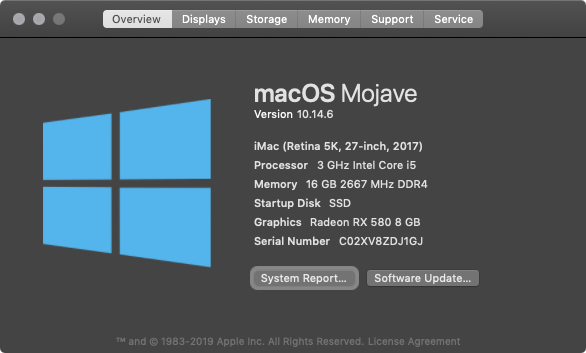 Overview Displays Storage Memory Support Service
macOS Mojave
Version 10.14.6
iMac (Retina 5K, 27-inch, 2017)
Processor 3 GHz Intel Core i5
Memory 16 GB 2667 MHz DDR4
Startup Disk SSD
Graphics Radeon RX 580 8 GB
Serial Number C02XV8ZDJ1GJ
System Report... Software Update...
™ and © 1983-2019 Apple Inc. All Rights Reserved. License Agreement